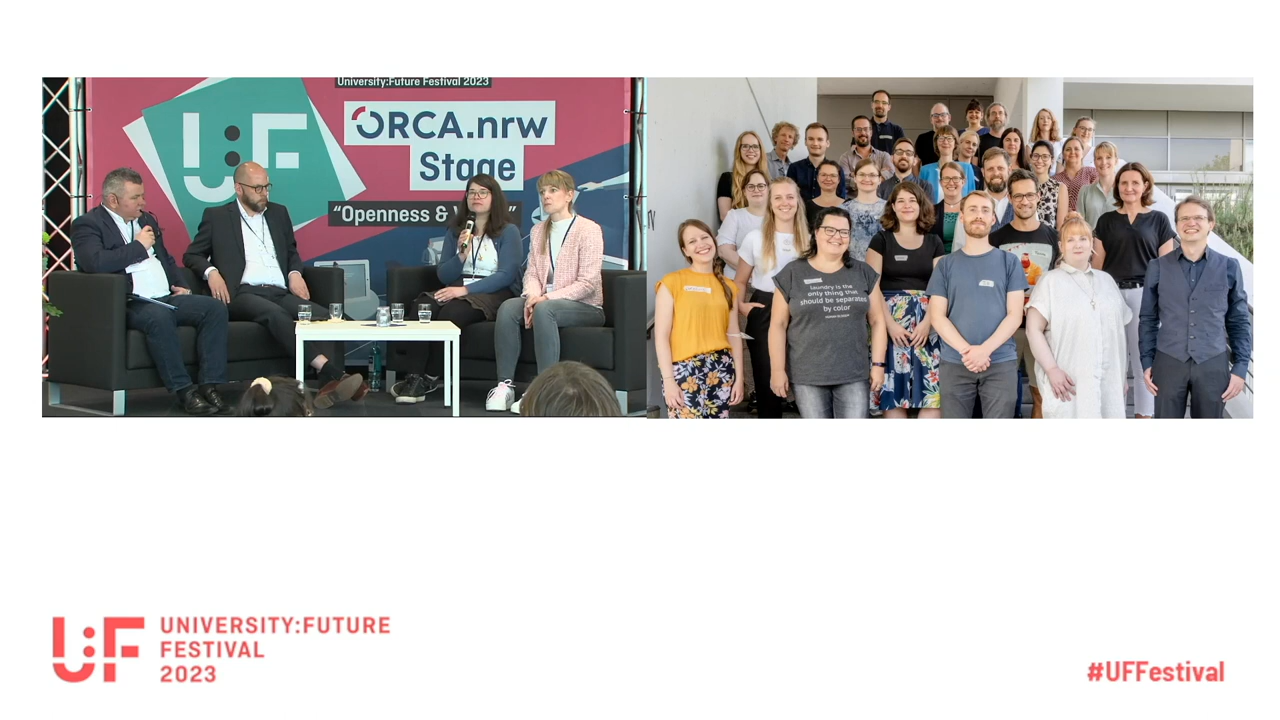 University:Future Festival 2023
U:F
ORCA.nrw
Stage
"Openness &
laundry is the
only thing that
should be separated
by color
U:F
UNIVERSITY:FUTURE
FESTIVAL
2023
#UFFestival